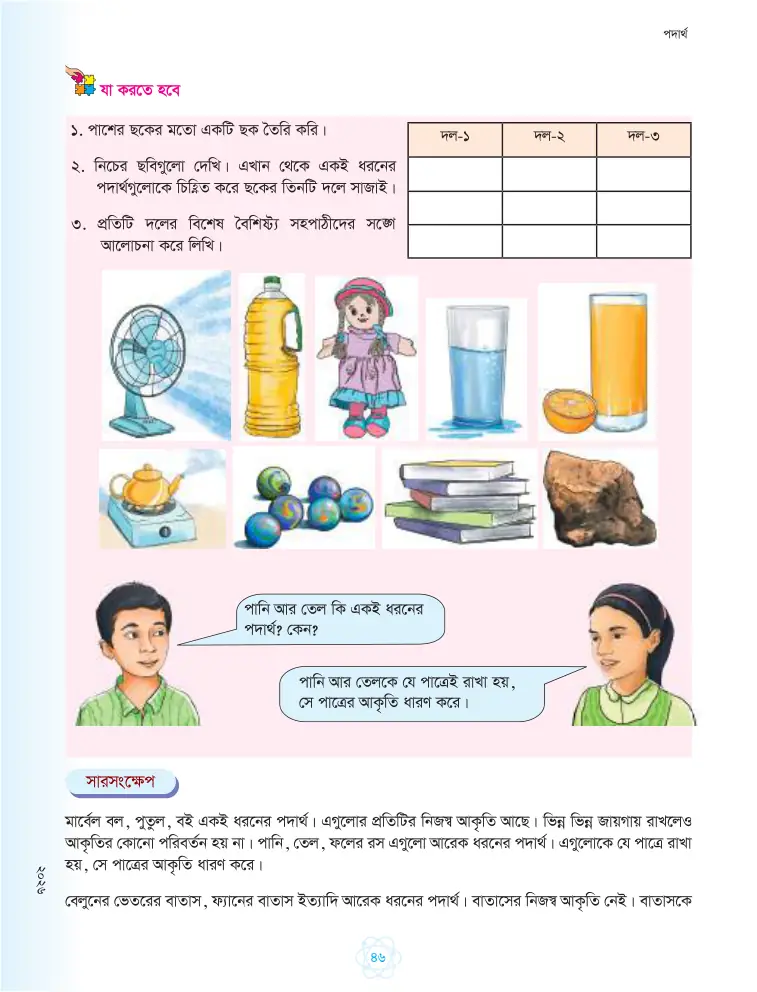 পদার্থ
যা করতে হবে
১. পাশের ছকের মতো একটি ছক তৈরি করি।
২. নিচের ছবিগুলো দেখি। এখান থেকে একই ধরনের
পদার্থগুলোকে চিহ্নিত করে ছকের তিনটি দলে সাজাই।
৩. প্রতিটি দলের বিশেষ বৈশিষ্ট্য সহপাঠীদের সঙ্গে
আলোচনা করে লিখি।
দল-১ দল-২ দল-৩
পানি আর তেল কি একই ধরনের
পদার্থ? কেন?
পানি আর তেলকে যে পাত্রেই রাখা হয়,
সে পাত্রের আকৃতি ধারণ করে।
সারসংক্ষেপ
মার্বেল বল, পুতুল, বই একই ধরনের পদার্থ। এগুলোর প্রতিটির নিজস্ব আকৃতি আছে। ভিন্ন ভিন্ন জায়গায় রাখলেও
আকৃতির কোনো পরিবর্তন হয় না। পানি, তেল, ফলের রস এগুলো আরেক ধরনের পদার্থ। এগুলোকে যে পাত্রে রাখা
হয়, সে পাত্রের আকৃতি ধারণ করে।
বেলুনের ভেতরের বাতাস, ফ্যানের বাতাস ইত্যাদি আরেক ধরনের পদার্থ। বাতাসের নিজস্ব আকৃতি নেই। বাতাসকে
২০২৬
৪৬